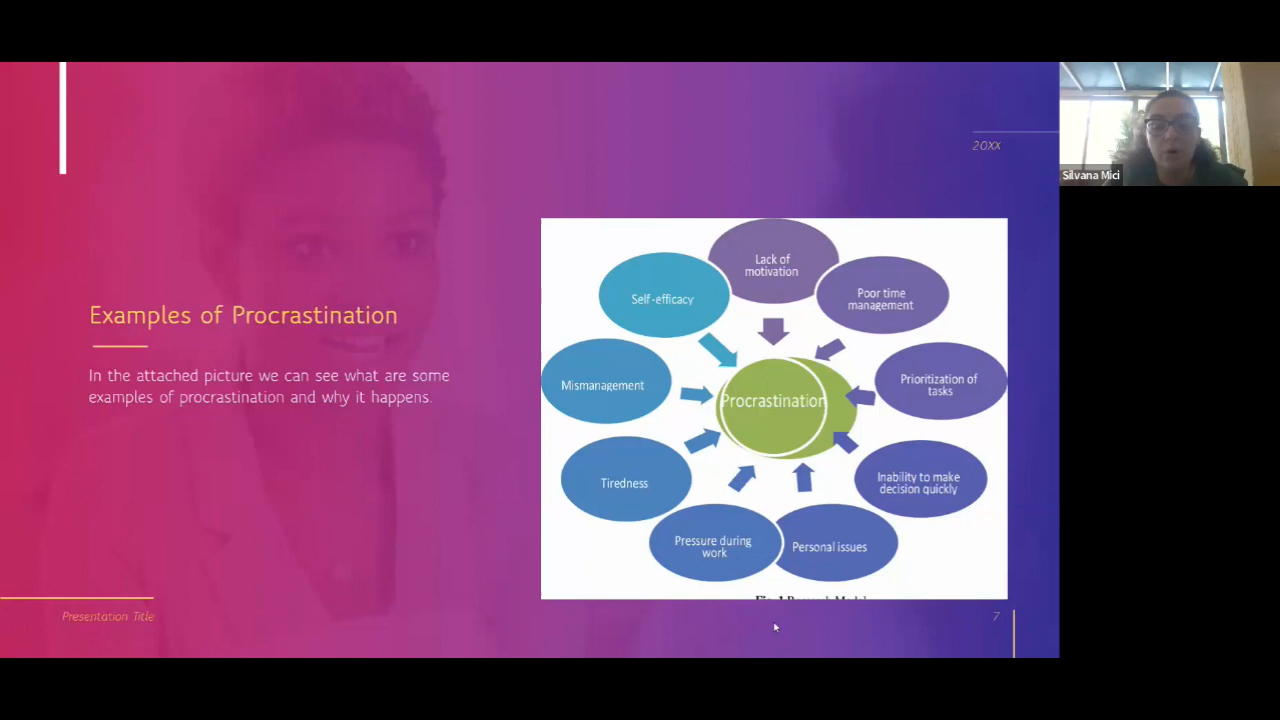 20XX
Silvana Mici
Examples of Procrastination
In the attached picture we can see what are some
examples of procrastination and why it happens.
Lack of
motivation
Poor time
management
Prioritization of
tasks
Inability to make
decision quickly
Personal issues
Pressure during
work
Tiredness
Mismanagement
Self-efficacy
Procrastination
Presentation Title
7